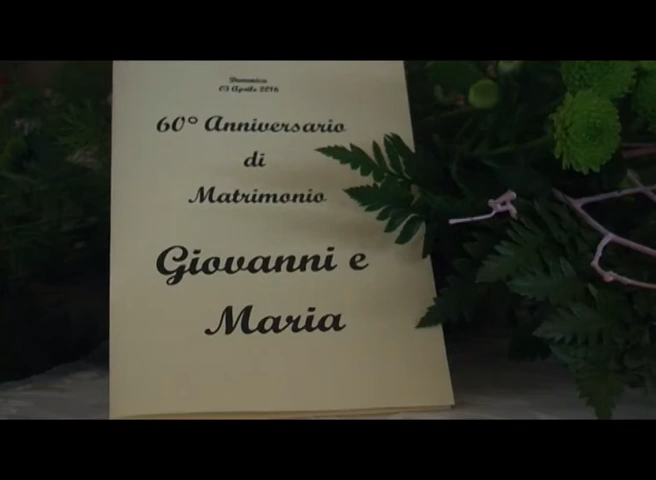 Domenica
03 Aprile 2016
60° Anniversario
di
Matrimonio
Giovanni e
Maria